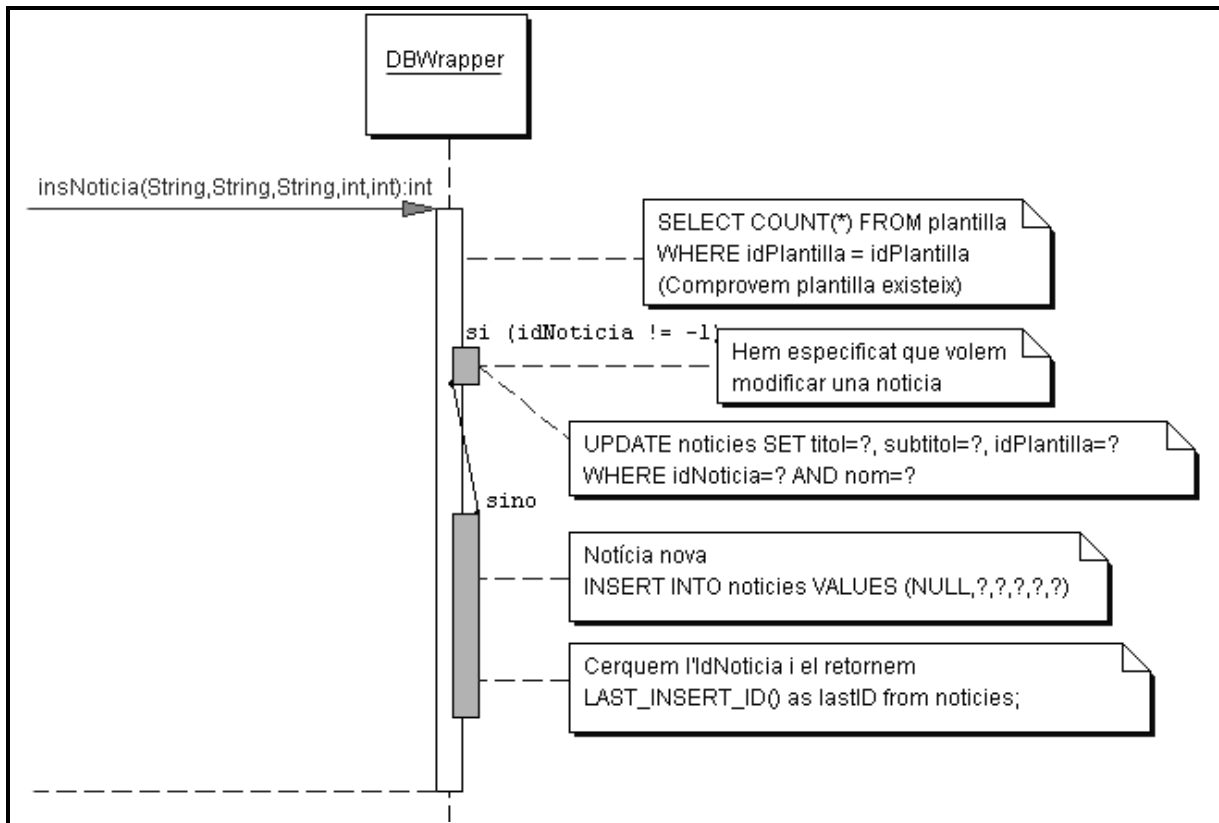 DBWrapper
insNoticia(String,String,String,int,int):int
SELECT COUNT(*) FROM plantilla
WHERE idPlantilla = idPlantilla
(Comprovem plantilla existeix)
si (idNoticia != -1)
Hem especificat que volem
modificar una noticia
UPDATE noticies SET titol=?, subtitol=?, idPlantilla=?
WHERE idNoticia=? AND nom=?
sino
Notícia nova
INSERT INTO noticies VALUES (NULL,?,?,?,?,?)
Cerquem l'IdNoticia i el retornem
LAST_INSERT_ID() as lastID from noticies;